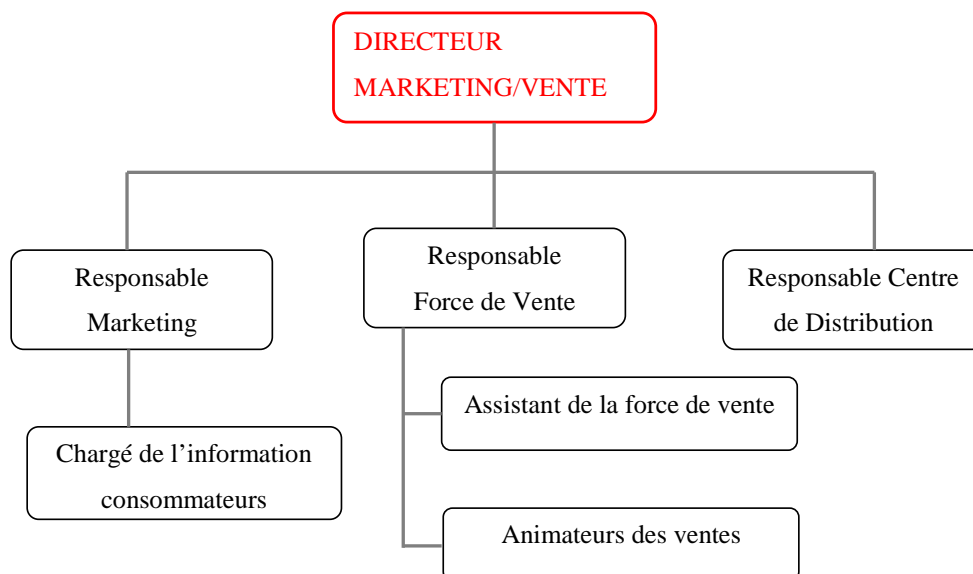 DIRECTEUR
MARKETING/VENTE
Responsable
Marketing
Responsable
Force de Vente
Responsable Centre
de Distribution
Assistant de la force de vente
Chargé de l’information
consommateurs
Animateurs des ventes